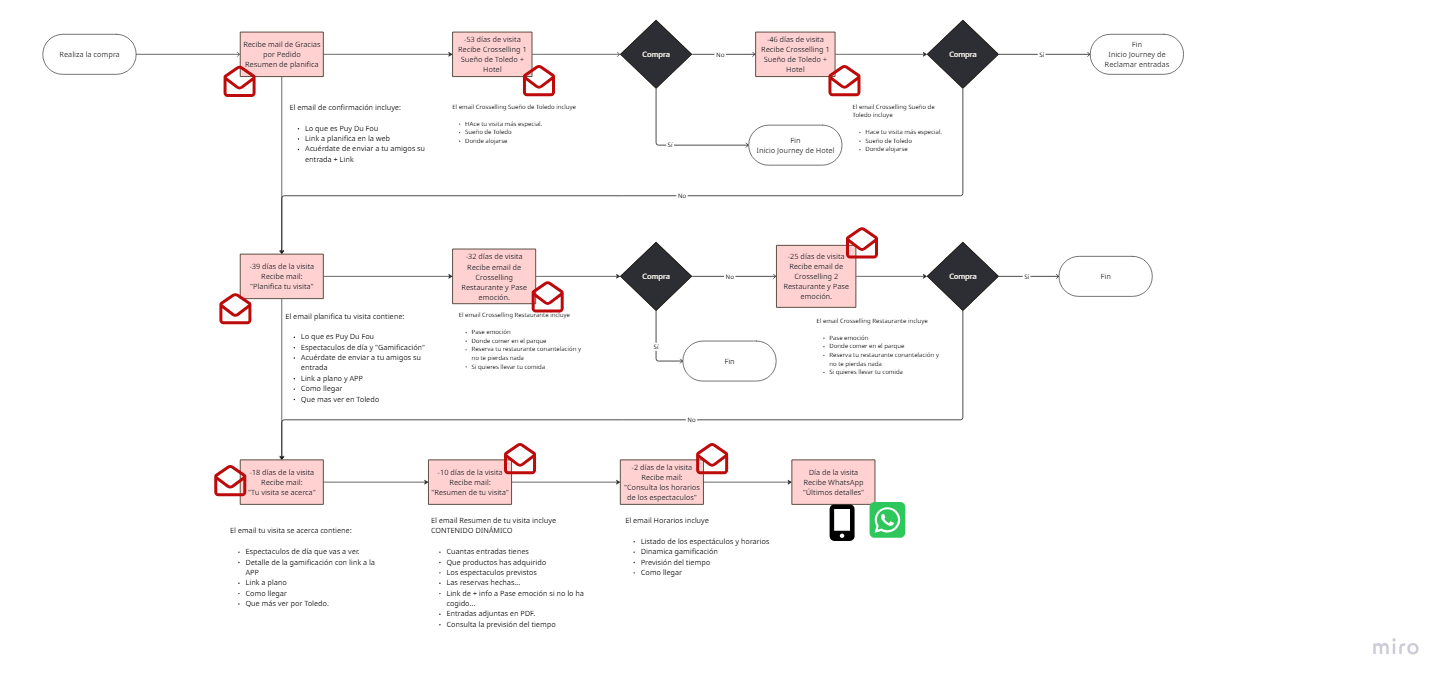 Realiza la compra
Recibe mail de Gracias
por Pedido
Resumen de planifica
-53 días de visita
Recibe Crosselling 1
Sueño de Toledo +
Hotel
Compra
No
-46 días de visita
Recibe Crosselling 1
Sueño de Toledo +
Hotel
Compra
Sí
Fin
Inicio Journey de
Reclamar entradas
El email de confirmación incluye:
• Lo que es Puy Du Fou
• Link a planifica en la web
• Acuérdate de enviar a tu amigos su
entrada + Link
El email Crosselling Sueño de Toledo incluye
• HAce tu visita más especial.
• Sueño de Toledo
• Donde alojarse
Sí
Fin
Inicio Journey de Hotel
El email Crosselling Sueño de
Toledo incluye
• Hace tu visita más especial.
• Sueño de Toledo
• Donde alojarse
No
-39 días de la visita
Recibe mail:
"Planifica tu visita"
-32 días de visita
Recibe email de
Crosselling
Restaurante y Pase
emoción.
Compra
No
-25 días de visita
Recibe email de
Crosselling 2
Restaurante y Pase
emoción.
Compra
Sí
Fin
El email planifica tu visita contiene:
• Lo que es Puy Du Fou
• Espectaculos de día y "Gamificación"
• Acuérdate de enviar a tu amigos su
entrada
• Link a plano y APP
• Como llegar
• Que mas ver en Toledo
El email Crosselling Restaurante incluye
• Pase emoción
• Donde comer en el parque
• Reserva tu restaurante conantelación y
no te pierdas nada
• Si quieres llevar tu comida
Sí
Fin
El email Crosselling Restaurante incluye
• Pase emoción
• Donde comer en el parque
• Reserva tu restaurante conantelación y
no te pierdas nada
• Si quieres llevar tu comida
No
-18 días de la visita
Recibe mail:
"Tu visita se acerca"
-10 días de la visita
Recibe mail:
"Resumen de tu visita"
-2 días de la visita
Recibe mail:
"Consulta los horarios
de los espectaculos"
Día de la visita
Recibe WhatsApp
"Últimos detalles"
El email tu visita se acerca contiene:
• Espectaculos de día que vas a ver.
• Detalle de la gamificación con link a la
APP
• Link a plano
• Como llegar
• Que más ver por Toledo.
El email Resumen de tu visita incluye
CONTENIDO DINÁMICO
• Cuantas entradas tienes
• Que productos has adquirido
• Los espectaculos previstos
• Las reservas hechas...
• Link de + info a Pase emoción si no lo ha
cogido...
• Entradas adjuntas en PDF.
• Consulta la previsión del tiempo
El email Horarios incluye
• Listado de los espectáculos y horarios
• Dinamica gamificación
• Previsión del tiempo
• Como llegar
miro